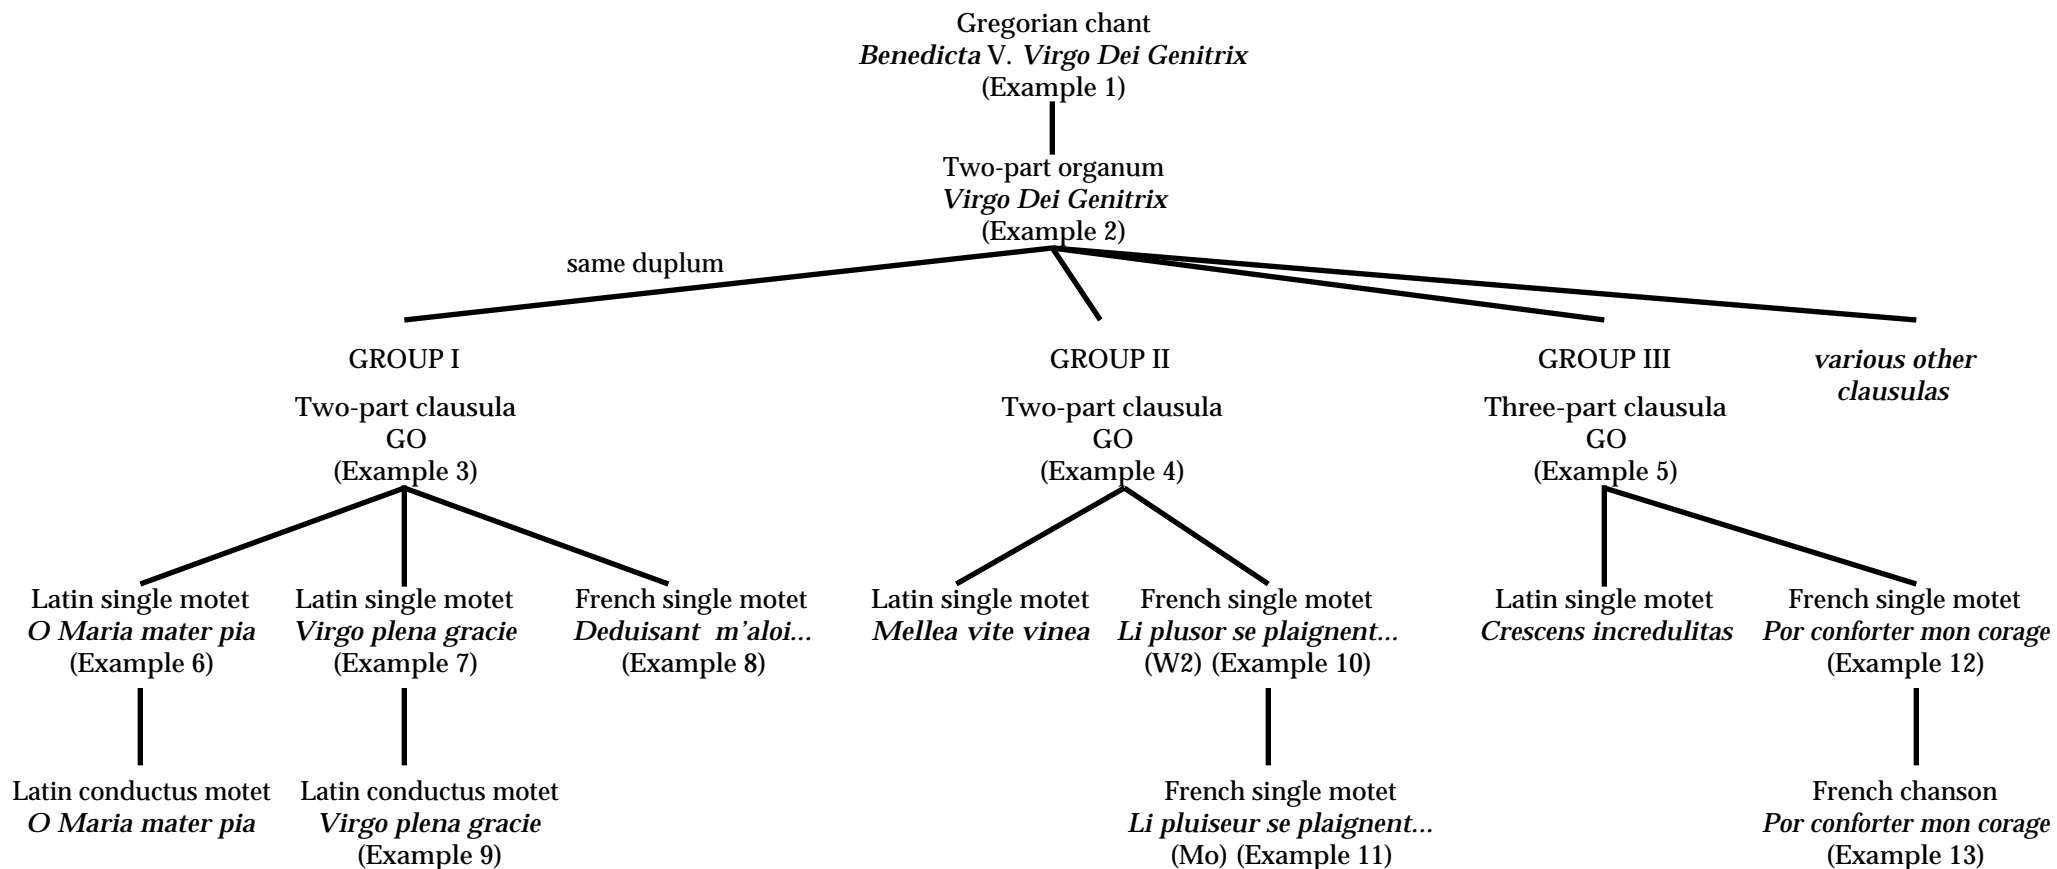 Gregorian chant
Benedicta V. Virgo Dei Genitrix
(Example 1)
Two-part organum
Virgo Dei Genitrix
(Example 2)
same duplum
GROUP I
Two-part clausula
GO
(Example 3)
GROUP II
Two-part clausula
GO
(Example 4)
GROUP III
Three-part clausula
GO
(Example 5)
various other
clausulas
Latin single motet
O Maria mater pia
(Example 6)
Latin single motet
Virgo plena gracie
(Example 7)
French single motet
Deduisant m'aloi...
(Example 8)
Latin single motet
Mellea vite vinea
French single motet
Li plusor se plaignent...
(W2) (Example 10)
Latin single motet
Crescens incredulitas
French single motet
Por conforter mon corage
(Example 12)
Latin conductus motet
O Maria mater pia
Latin conductus motet
Virgo plena gracie
(Example 9)
French single motet
Li pluiseur se plaignent...
(Mo) (Example 11)
French chanson
Por conforter mon corage
(Example 13)